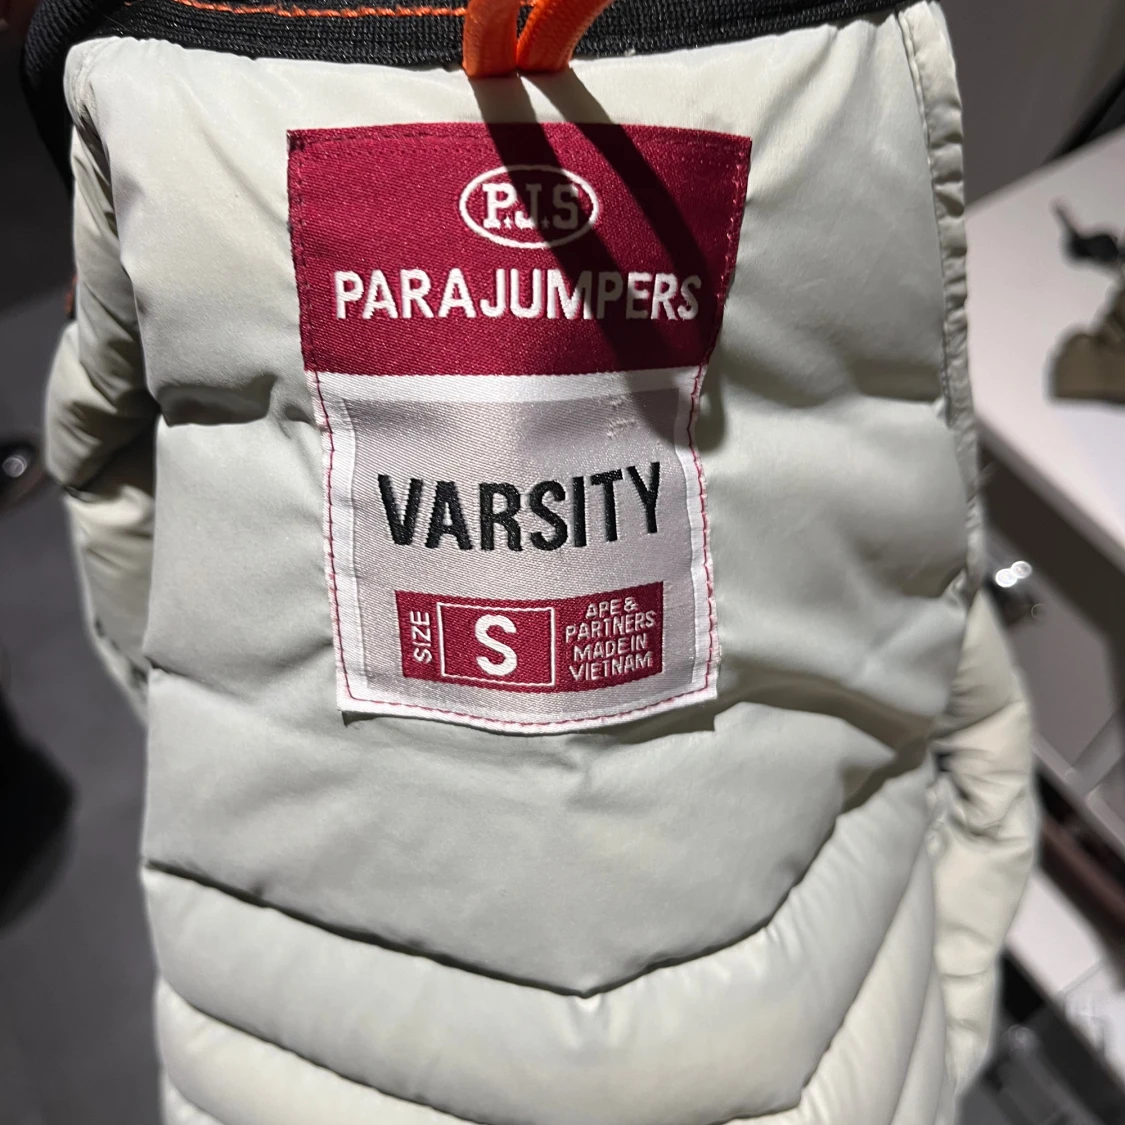 P.J.S
PARAJUMPERS
VARSITY
SIZE
S
APE &
PARTNERS
MADE IN
VIETNAM